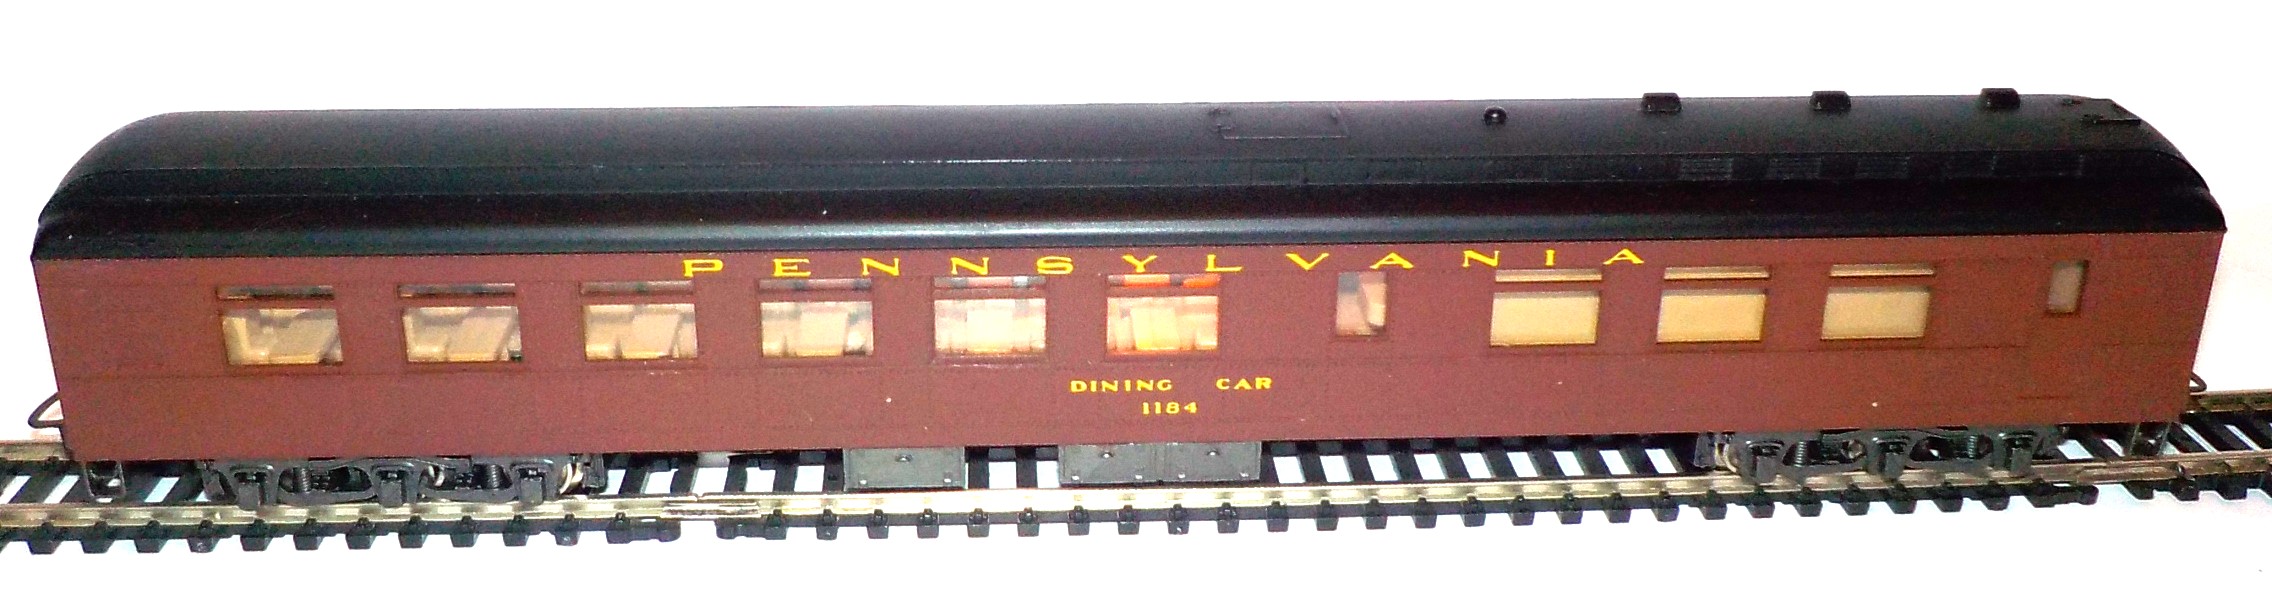 PENNSYLVANIA
DINING CAR
1184